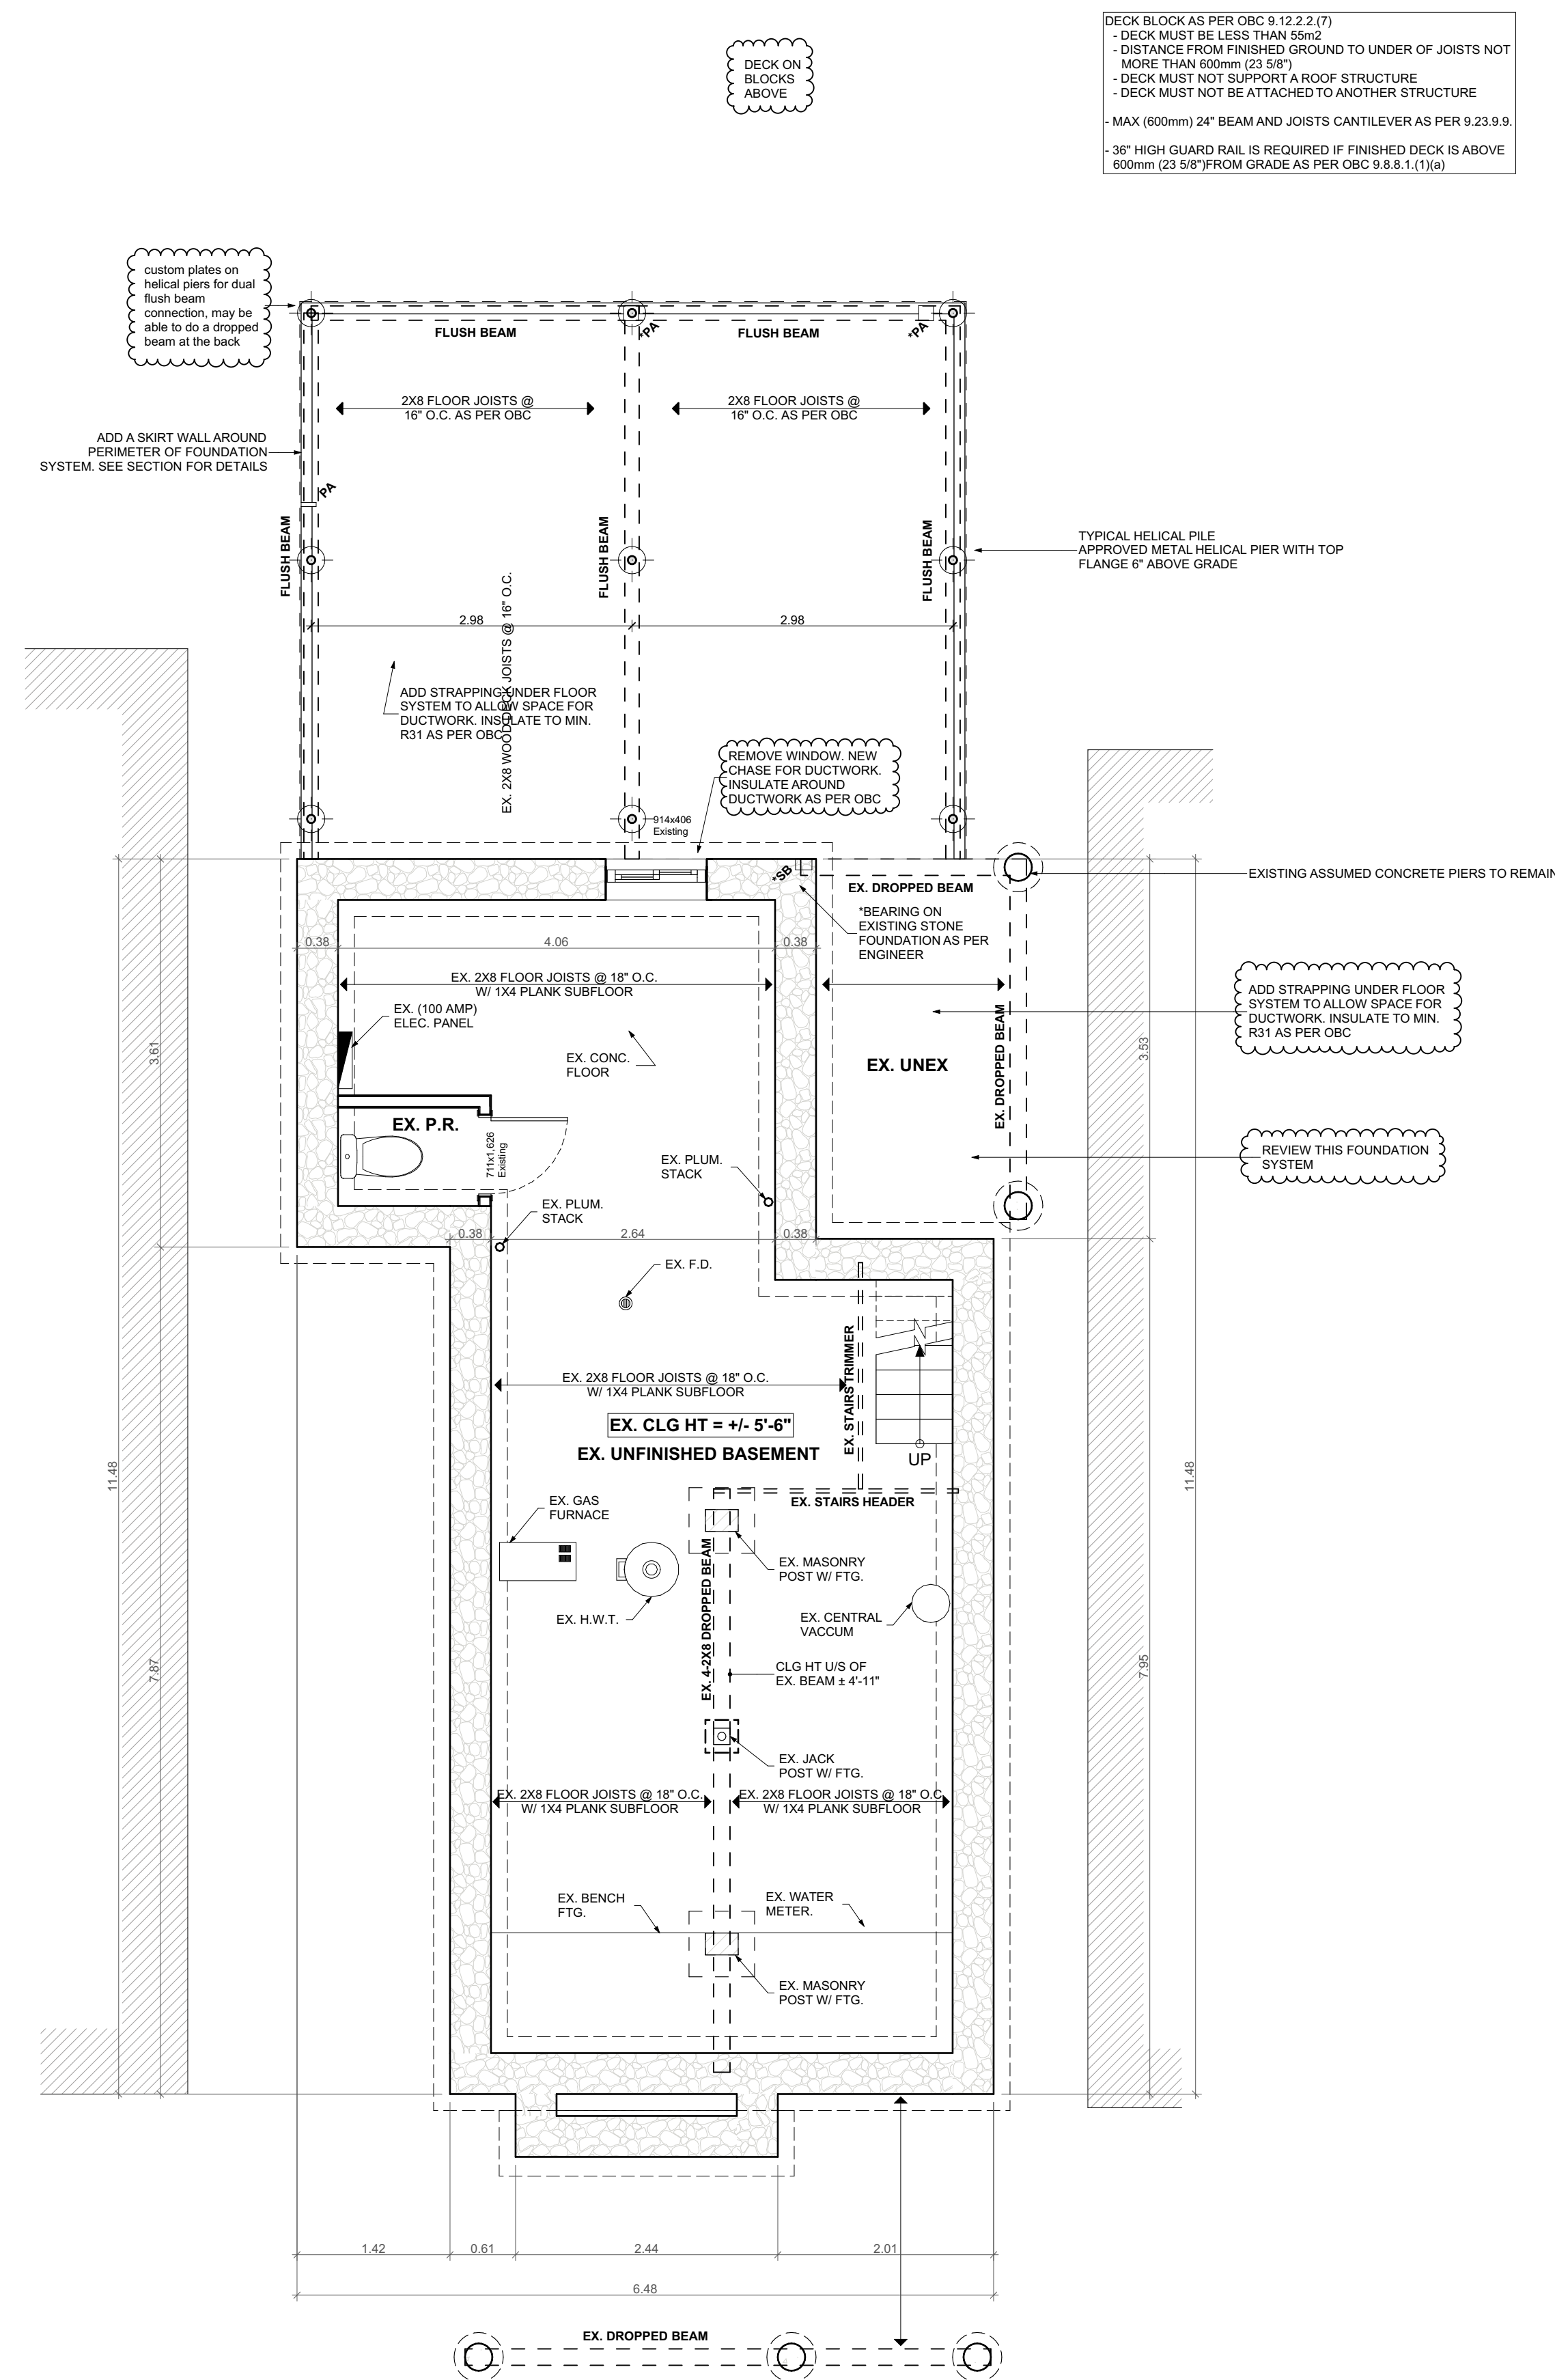 DECK BLOCK AS PER OBC 9.12.2.2.(7)
- DECK MUST BE LESS THAN 55m2
- DISTANCE FROM FINISHED GROUND TO UNDER OF JOISTS NOT
MORE THAN 600mm (23 5/8")
- DECK MUST NOT SUPPORT A ROOF STRUCTURE
- DECK MUST NOT BE ATTACHED TO ANOTHER STRUCTURE
- MAX (600mm) 24" BEAM AND JOISTS CANTILEVER AS PER 9.23.9.9.
- 36" HIGH GUARD RAIL IS REQUIRED IF FINISHED DECK IS ABOVE
600mm (23 5/8")FROM GRADE AS PER OBC 9.8.8.1.(1)(a)
DECK ON
BLOCKS
ABOVE
custom plates on
helical piers for dual
flush beam
connection, may be
able to do a dropped
beam at the back
FLUSH BEAM
*PA
FLUSH BEAM
*PA
2X8 FLOOR JOISTS @
16" O.C. AS PER OBC
2X8 FLOOR JOISTS @
16" O.C. AS PER OBC
ADD A SKIRT WALL AROUND
PERIMETER OF FOUNDATION
SYSTEM. SEE SECTION FOR DETAILS
*PA
FLUSH BEAM
FLUSH BEAM
FLUSH BEAM
TYPICAL HELICAL PILE
APPROVED METAL HELICAL PIER WITH TOP
FLANGE 6" ABOVE GRADE
2.98
2.98
EX. 2X8 WOOD DECK JOISTS @ 16" O.C.
ADD STRAPPING UNDER FLOOR
SYSTEM TO ALLOW SPACE FOR
DUCTWORK. INSULATE TO MIN.
R31 AS PER OBC
REMOVE WINDOW. NEW
CHASE FOR DUCTWORK.
INSULATE AROUND
DUCTWORK AS PER OBC
914x406
Existing
*SB
EX. DROPPED BEAM
EXISTING ASSUMED CONCRETE PIERS TO REMAIN
*BEARING ON
EXISTING STONE
FOUNDATION AS PER
ENGINEER
0.38
4.06
0.38
EX. 2X8 FLOOR JOISTS @ 18" O.C.
W/ 1X4 PLANK SUBFLOOR
EX. (100 AMP)
ELEC. PANEL
EX. CONC.
FLOOR
ADD STRAPPING UNDER FLOOR
SYSTEM TO ALLOW SPACE FOR
DUCTWORK. INSULATE TO MIN.
R31 AS PER OBC
EX. UNEX
EX. DROPPED BEAM
3.61
3.53
EX. P.R.
711x1,626
Existing
REVIEW THIS FOUNDATION
SYSTEM
EX. PLUM.
STACK
EX. PLUM.
STACK
0.38
2.64
0.38
EX. F.D.
EX. STAIRS TRIMMER
EX. 2X8 FLOOR JOISTS @ 18" O.C.
W/ 1X4 PLANK SUBFLOOR
EX. CLG HT = +/- 5'-6"
EX. UNFINISHED BASEMENT
UP
11.48
11.48
EX. STAIRS HEADER
EX. GAS
FURNACE
EX. MASONRY
POST W/ FTG.
EX. 4-2X8 DROPPED BEAM
EX. H.W.T.
EX. CENTRAL
VACCUM
7.87
7.95
CLG HT U/S OF
EX. BEAM ± 4'-11"
EX. JACK
POST W/ FTG.
EX. 2X8 FLOOR JOISTS @ 18" O.C.
W/ 1X4 PLANK SUBFLOOR
EX. 2X8 FLOOR JOISTS @ 18" O.C.
W/ 1X4 PLANK SUBFLOOR
EX. BENCH
FTG.
EX. WATER
METER.
EX. MASONRY
POST W/ FTG.
1.42
0.61
2.44
2.01
6.48
EX. DROPPED BEAM